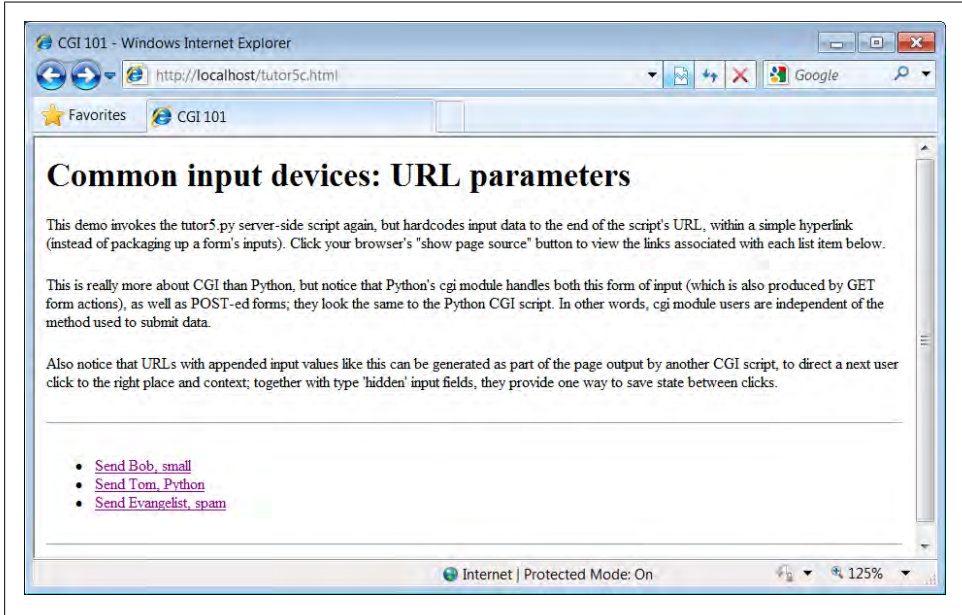 CGI 101 - Windows Internet Explorer
http://localhost/tutor5c.html
Google
Favorites
CGI 101
Common input devices: URL parameters
This demo invokes the tutor5.py server-side script again, but hardcodes input data to the end of the script's URL, within a simple hyperlink
(instead of packaging up a form's inputs). Click your browser's "show page source" button to view the links associated with each list item below.
This is really more about CGI than Python, but notice that Python's cgi module handles both this form of input (which is also produced by GET
form actions), as well as POST-ed forms; they look the same to the Python CGI script. In other words, cgi module users are independent of the
method used to submit data.
Also notice that URLs with appended input values like this can be generated as part of the page output by another CGI script, to direct a next user
click to the right place and context; together with type 'hidden' input fields, they provide one way to save state between clicks.
Send Bob, small
Send Tom, Python
Send Evangelist, spam
Internet | Protected Mode: On
125%